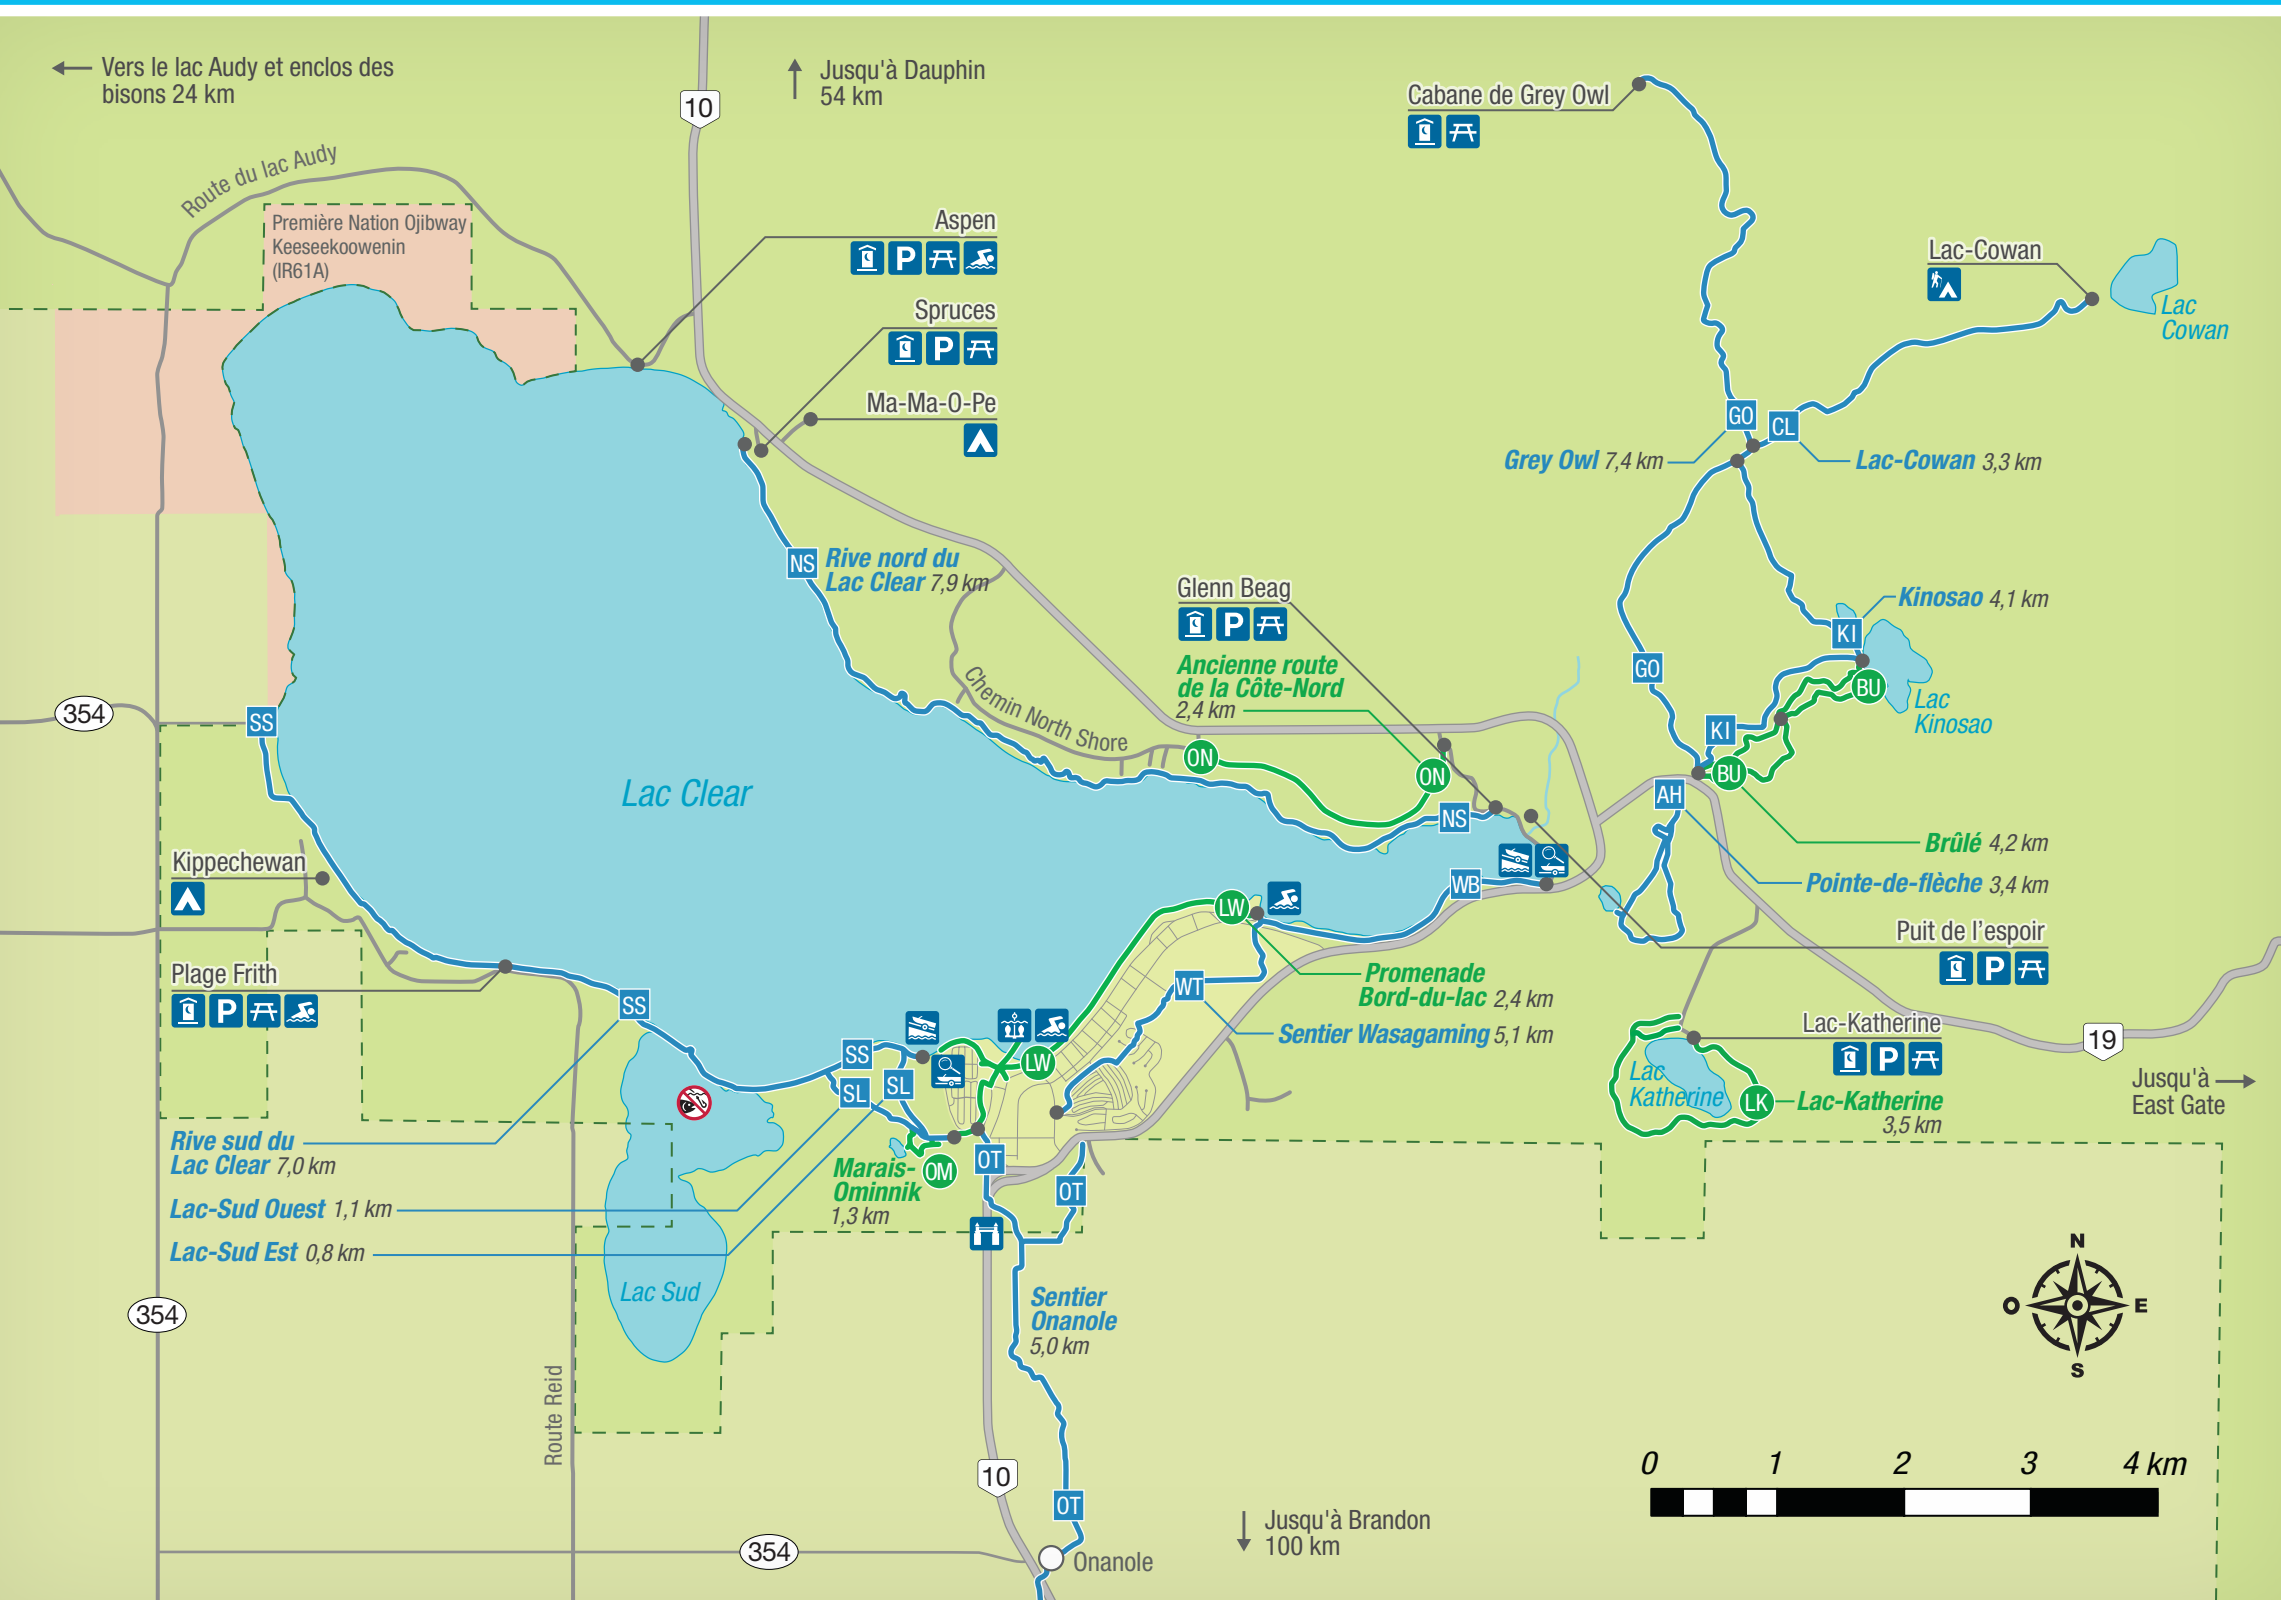 Vers le lac Audy et enclos des
bisons 24 km
Jusqu'à Dauphin
54 km
10
Cabane de Grey Owl
Route du lac Audy
Première Nation Ojibway
Keeseekoowenin
(IR61A)
Aspen
P
Spruces
P
Ma-Ma-O-Pe
Lac-Cowan
Lac
Cowan
GO
CL
Grey Owl 7,4 km
Lac-Cowan 3,3 km
NS
Rive nord du
Lac Clear 7,9 km
Glenn Beag
P
Ancienne route
de la Côte-Nord
2,4 km
Chemin North Shore
Kinosao 4,1 km
KI
GO
BU
Lac
Kinosao
KI
354
SS
ON
ON
BU
AH
Lac Clear
NS
Brûlé 4,2 km
Pointe-de-flèche 3,4 km
Kippechewan
WB
LW
Puit de l'espoir
P
Plage Frith
P
Promenade
Bord-du-lac 2,4 km
WT
SS
Sentier Wasagaming 5,1 km
Lac-Katherine
P
19
Jusqu'à
East Gate
SS
LW
SL
SL
Lac
Katherine
LK
Lac-Katherine
3,5 km
Rive sud du
Lac Clear 7,0 km
OT
Marais-
Ominnik
1,3 km
OM
OT
Lac-Sud Ouest 1,1 km
Lac-Sud Est 0,8 km
Lac Sud
N
O
E
S
354
Sentier
Onanole
5,0 km
Route Reid
0 1 2 3 4 km
10
OT
Jusqu'à Brandon
100 km
354
Onanole